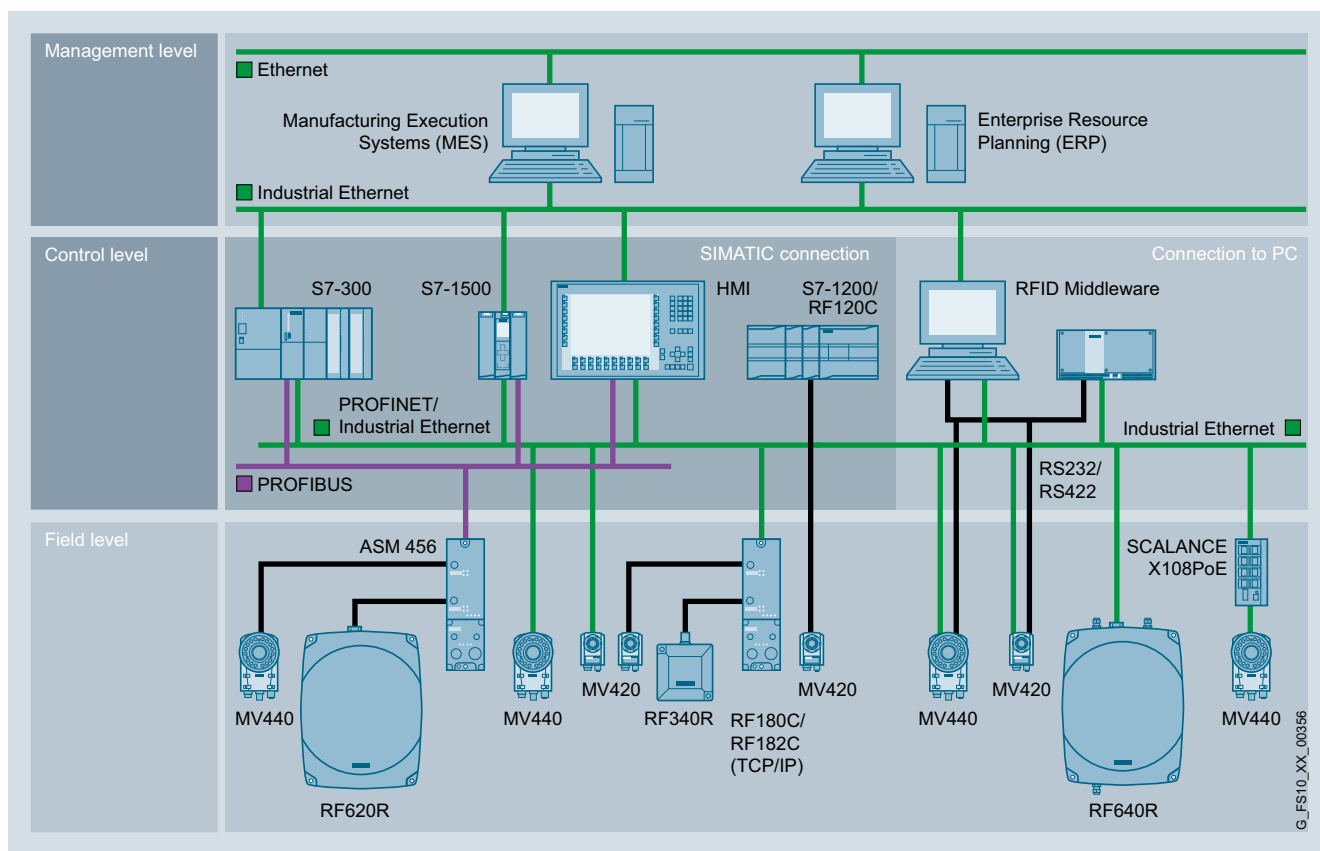 Management level
Ethernet
Manufacturing Execution
Systems (MES)
Enterprise Resource
Planning (ERP)
Industrial Ethernet
Control level
SIMATIC connection
Connection to PC
S7-300
S7-1500
HMI
S7-1200/
RF120C
RFID Middleware
PROFINET/
Industrial Ethernet
Industrial Ethernet
PROFIBUS
RS232/
RS422
Field level
ASM 456
SCALANCE
X108PoE
MV440
RF620R
MV440
MV420
RF340R
RF180C/
RF182C
(TCP/IP)
MV420
MV440
MV420
RF640R
MV440
G_FS10_XX_00356